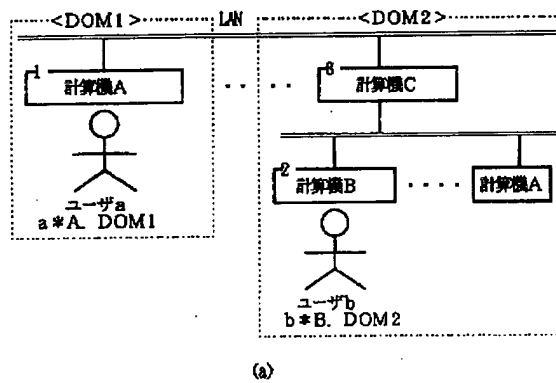 <DOM1> LAN <DOM2>
1 計算機A
3 計算機C
2 計算機B
計算機A
ユーザa
a*A. DOM1
ユーザb
b*B. DOM2
(a)